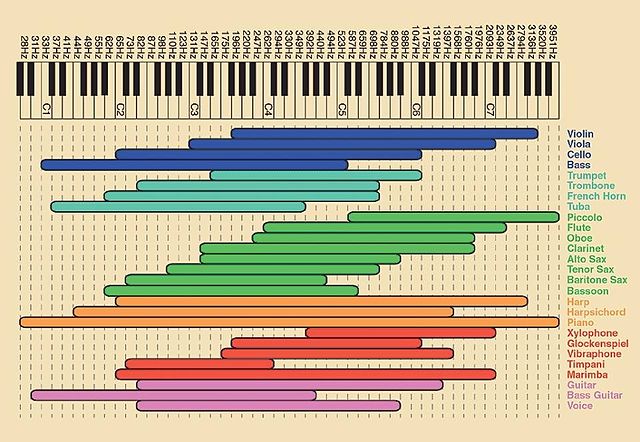 28Hz
31Hz
33Hz
37Hz
41Hz
44Hz
49Hz
55Hz
62Hz
65Hz
73Hz
82Hz
87Hz
98Hz
110Hz
123Hz
131Hz
147Hz
165Hz
175Hz
196Hz
220Hz
247Hz
262Hz
294Hz
330Hz
349Hz
392Hz
440Hz
494Hz
523Hz
587Hz
659Hz
698Hz
784Hz
880Hz
988Hz
1047Hz
1175Hz
1319Hz
1397Hz
1568Hz
1760Hz
1976Hz
2093Hz
2349Hz
2637Hz
2794Hz
3136Hz
3520Hz
3951Hz
C1
C2
C3
C4
C5
C6
C7
Violin
Viola
Cello
Bass
Trumpet
Trombone
French Horn
Tuba
Piccolo
Flute
Oboe
Clarinet
Alto Sax
Tenor Sax
Baritone Sax
Bassoon
Harp
Harpsichord
Piano
Xylophone
Glockenspiel
Vibraphone
Timpani
Marimba
Guitar
Bass Guitar
Voice